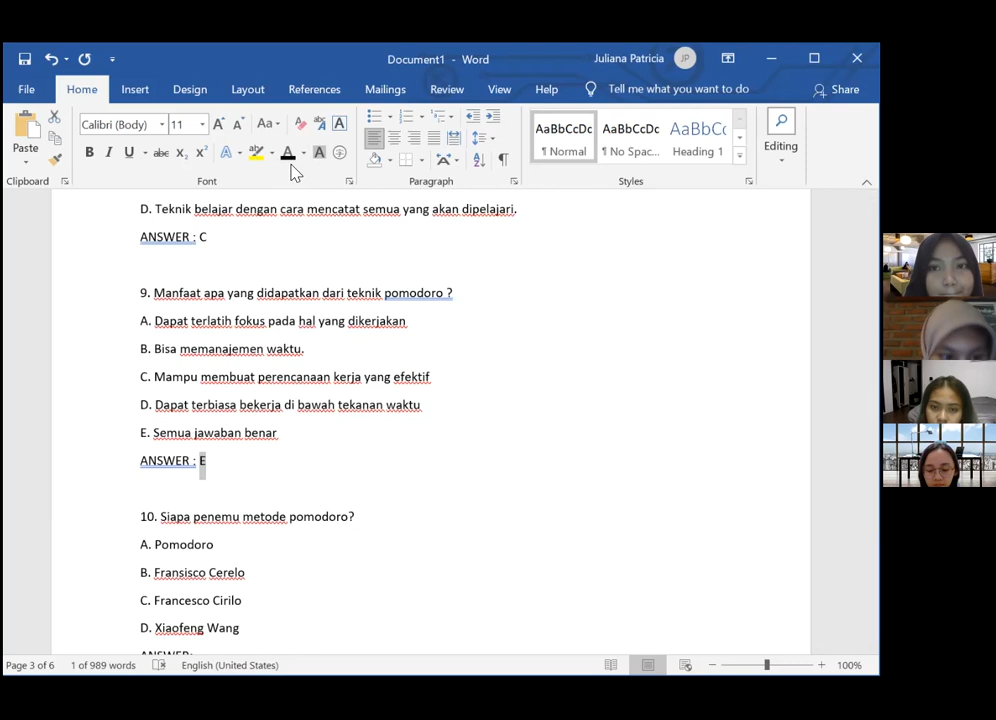 Document1 - Word
Juliana Patricia
JP
File Home Insert Design Layout References Mailings Review View Help Tell me what you want to do Share
Calibri (Body) 11
Paste
Clipboard
Font
Paragraph
AaBbCcDc AaBbCcDc AaBbCc
¶ Normal ¶ No Spac... Heading 1
Styles
Editing
D. Teknik belajar dengan cara mencatat semua yang akan dipelajari.
ANSWER : C
9. Manfaat apa yang didapatkan dari teknik pomodoro ?
A. Dapat terlatih fokus pada hal yang dikerjakan
B. Bisa memanajemen waktu.
C. Mampu membuat perencanaan kerja yang efektif
D. Dapat terbiasa bekerja di bawah tekanan waktu
E. Semua jawaban benar
ANSWER : E
10. Siapa penemu metode pomodoro?
A. Pomodoro
B. Fransisco Cerelo
C. Francesco Cirilo
D. Xiaofeng Wang
ANSWER:
Page 3 of 6 1 of 989 words English (United States) 100%